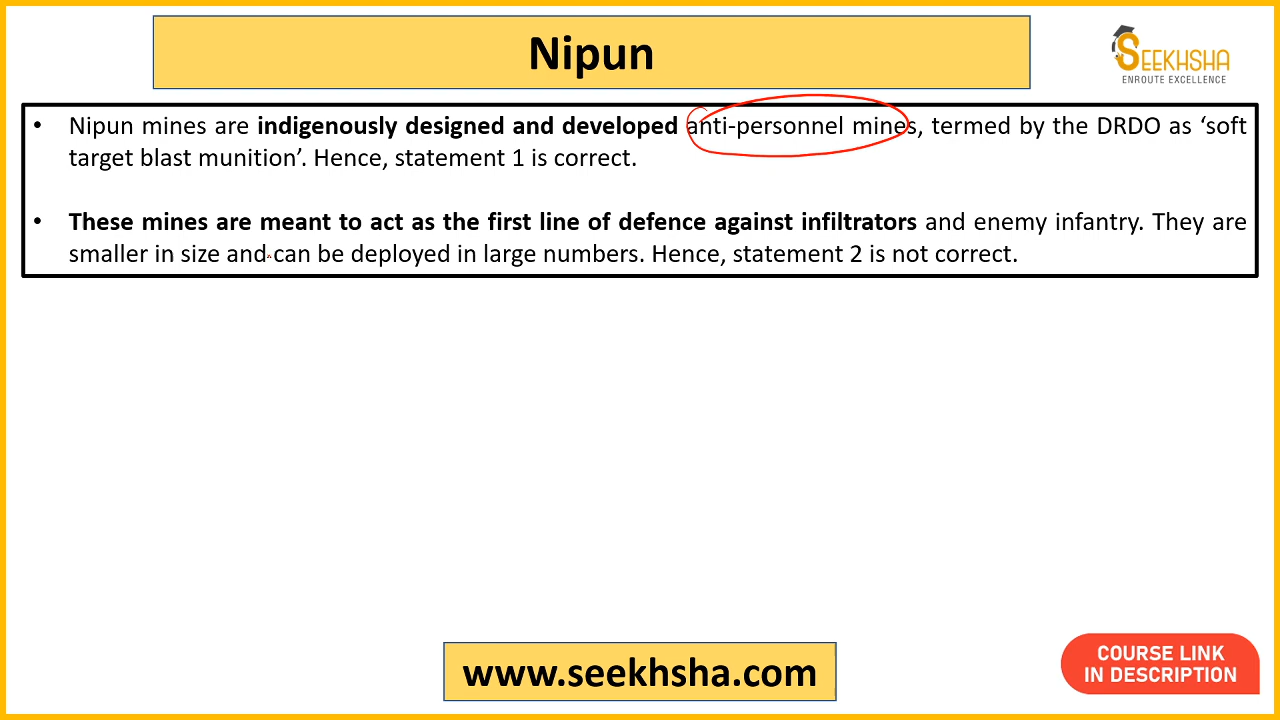 Nipun
SEEKHSHA
ENROUTE EXCELLENCE
• Nipun mines are indigenously designed and developed anti-personnel mines, termed by the DRDO as ‘soft
target blast munition’. Hence, statement 1 is correct.
• These mines are meant to act as the first line of defence against infiltrators and enemy infantry. They are
smaller in size and can be deployed in large numbers. Hence, statement 2 is not correct.
www.seekhsha.com
COURSE LINK
IN DESCRIPTION